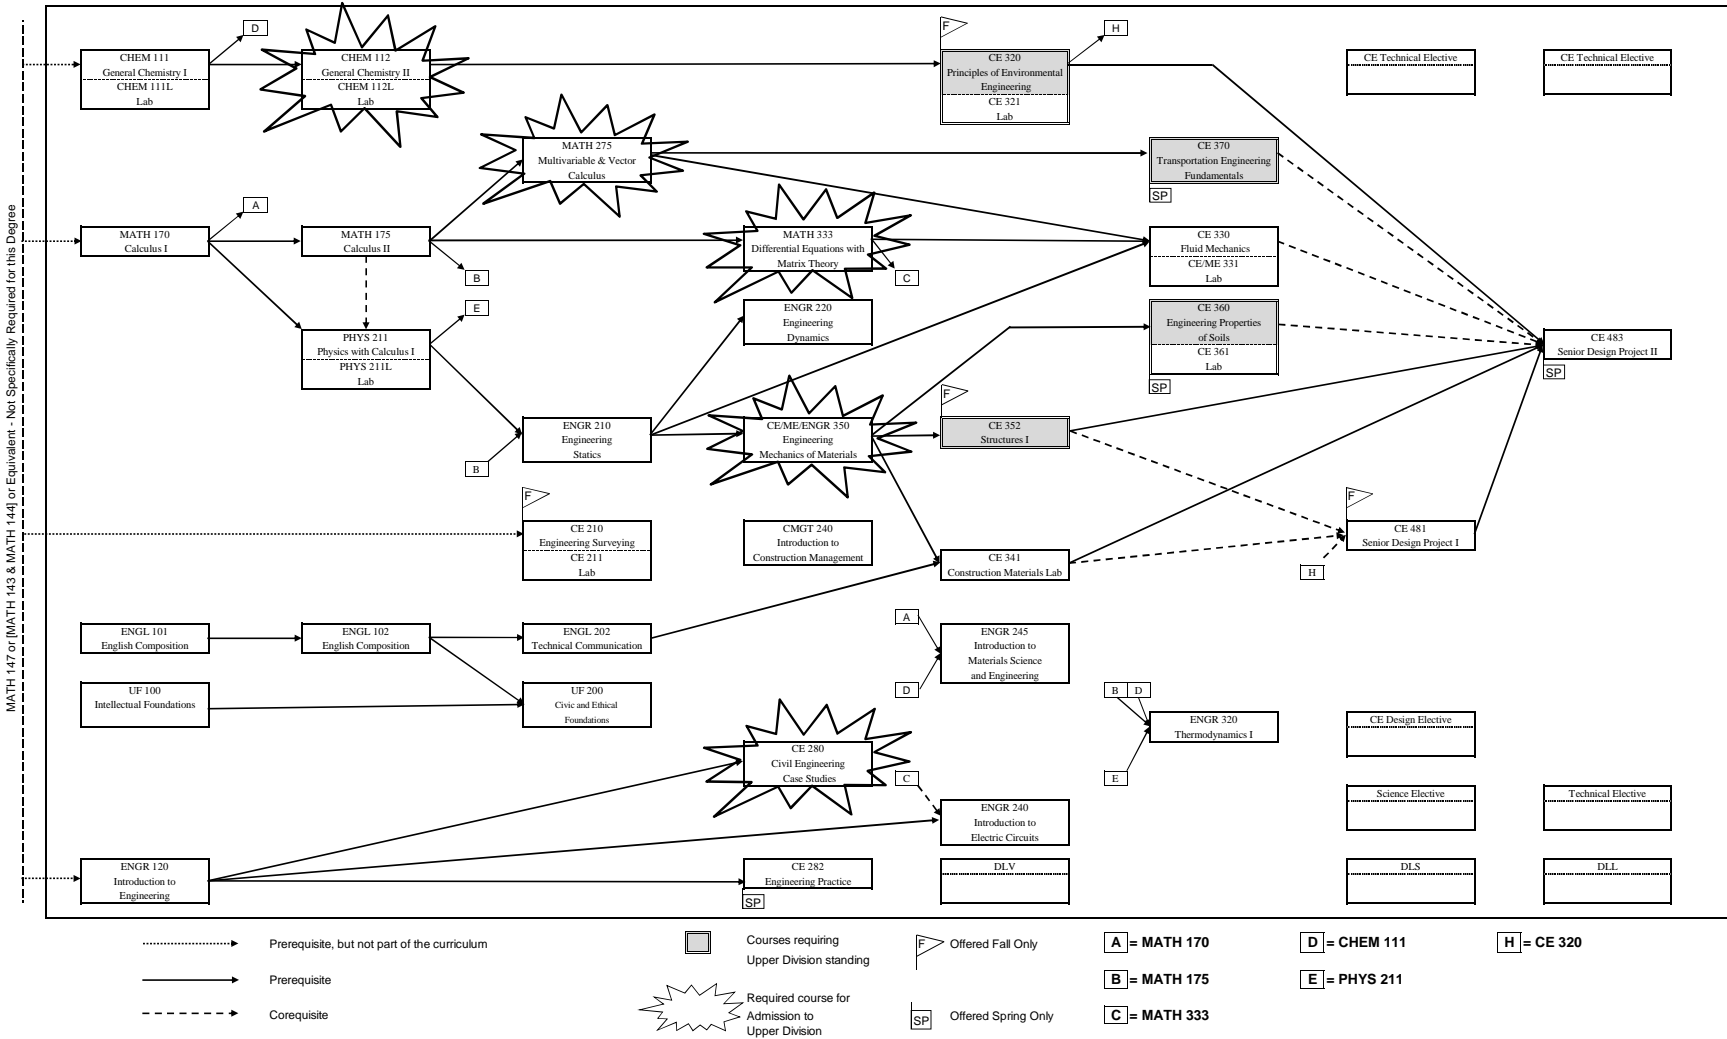 MATH 147 or [MATH 143 & MATH 144] or Equivalent - Not Specifically Required for this Degree
CHEM 111
General Chemistry I
CHEM 111L
Lab
D
CHEM 112
General Chemistry II
CHEM 112L
Lab
F
CE 320
Principles of Environmental
Engineering
CE 321
Lab
H
CE Technical Elective
CE Technical Elective
MATH 275
Multivariable & Vector
Calculus
CE 370
Transportation Engineering
Fundamentals
SP
MATH 170
Calculus I
A
MATH 175
Calculus II
B
MATH 333
Differential Equations with
Matrix Theory
C
CE 330
Fluid Mechanics
CE/ME 331
Lab
PHYS 211
Physics with Calculus I
PHYS 211L
Lab
E
ENGR 220
Engineering
Dynamics
CE 360
Engineering Properties
of Soils
CE 361
Lab
SP
CE 483
Senior Design Project II
SP
B
ENGR 210
Engineering
Statics
CE/ME/ENGR 350
Engineering
Mechanics of Materials
F
CE 352
Structures I
F
CE 210
Engineering Surveying
CE 211
Lab
CMGT 240
Introduction to
Construction Management
CE 341
Construction Materials Lab
F
CE 481
Senior Design Project I
H
ENGL 101
English Composition
ENGL 102
English Composition
ENGL 202
Technical Communication
A
D
ENGR 245
Introduction to
Materials Science
and Engineering
UF 100
Intellectual Foundations
UF 200
Civic and Ethical
Foundations
B D
E
ENGR 320
Thermodynamics I
CE Design Elective
CE 280
Civil Engineering
Case Studies
C
ENGR 240
Introduction to
Electric Circuits
Science Elective
Technical Elective
ENGR 120
Introduction to
Engineering
CE 282
Engineering Practice
SP
DLV
DLS
DLL
Prerequisite, but not part of the curriculum
Prerequisite
Corequisite
Courses requiring
Upper Division standing
Required course for
Admission to
Upper Division
F Offered Fall Only
SP Offered Spring Only
A = MATH 170
B = MATH 175
C = MATH 333
D = CHEM 111
E = PHYS 211
H = CE 320